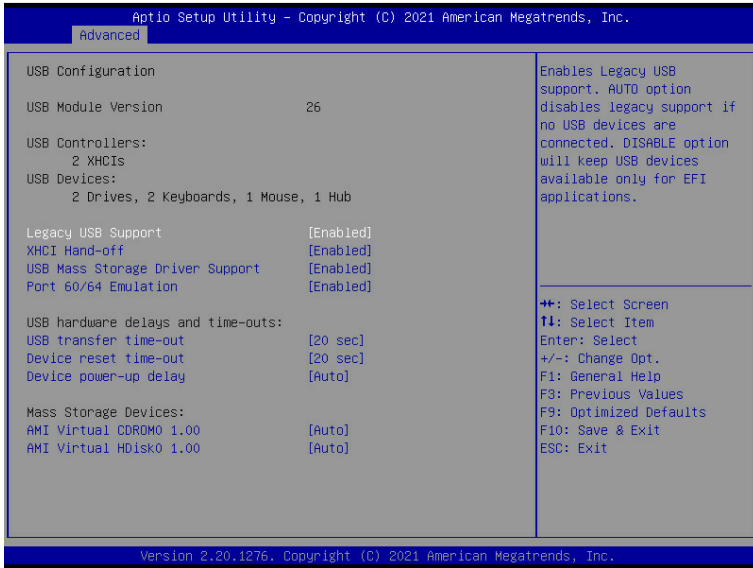 Aptio Setup Utility – Copyright (C) 2021 American Megatrends, Inc.
Advanced
USB Configuration
USB Module Version 26
USB Controllers:
2 XHCIs
USB Devices:
2 Drives, 2 Keyboards, 1 Mouse, 1 Hub
Legacy USB Support [Enabled]
XHCI Hand-off [Enabled]
USB Mass Storage Driver Support [Enabled]
Port 60/64 Emulation [Enabled]
USB hardware delays and time-outs:
USB transfer time-out [20 sec]
Device reset time-out [20 sec]
Device power-up delay [Auto]
Mass Storage Devices:
AMI Virtual CDROM0 1.00 [Auto]
AMI Virtual HDisk0 1.00 [Auto]
Enables Legacy USB
support. AUTO option
disables legacy support if
no USB devices are
connected. DISABLE option
will keep USB devices
available only for EFI
applications.
→←: Select Screen
↑↓: Select Item
Enter: Select
+/-: Change Opt.
F1: General Help
F3: Previous Values
F9: Optimized Defaults
F10: Save & Exit
ESC: Exit
Version 2.20.1276. Copyright (C) 2021 American Megatrends, Inc.